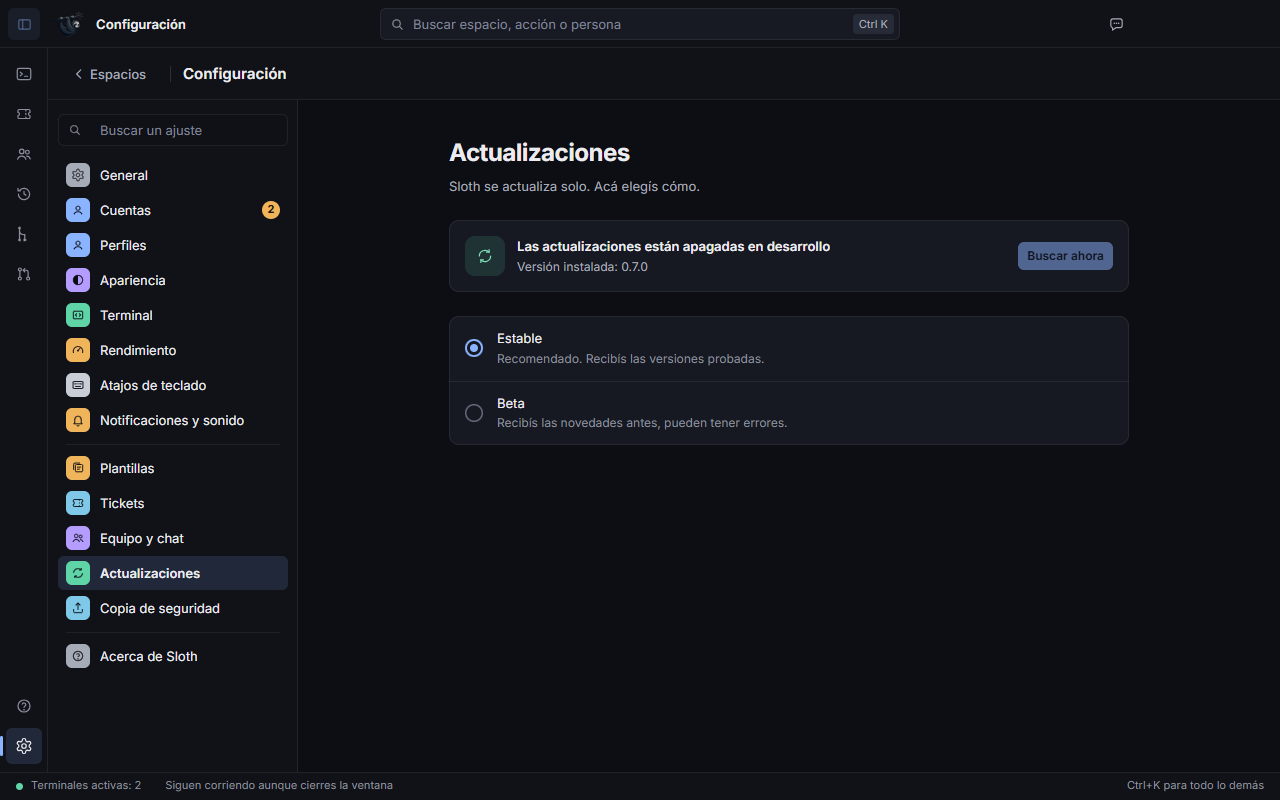 Configuración
Buscar espacio, acción o persona
Ctrl K
Espacios
Configuración
Buscar un ajuste
General
Cuentas
2
Perfiles
Apariencia
Terminal
Rendimiento
Atajos de teclado
Notificaciones y sonido
Plantillas
Tickets
Equipo y chat
Actualizaciones
Copia de seguridad
Acerca de Sloth
Actualizaciones
Sloth se actualiza solo. Acá elegís cómo.
Las actualizaciones están apagadas en desarrollo
Versión instalada: 0.7.0
Buscar ahora
Estable
Recomendado. Recibís las versiones probadas.
Beta
Recibís las novedades antes, pueden tener errores.
Terminales activas: 2
Siguen corriendo aunque cierres la ventana
Ctrl+K para todo lo demás